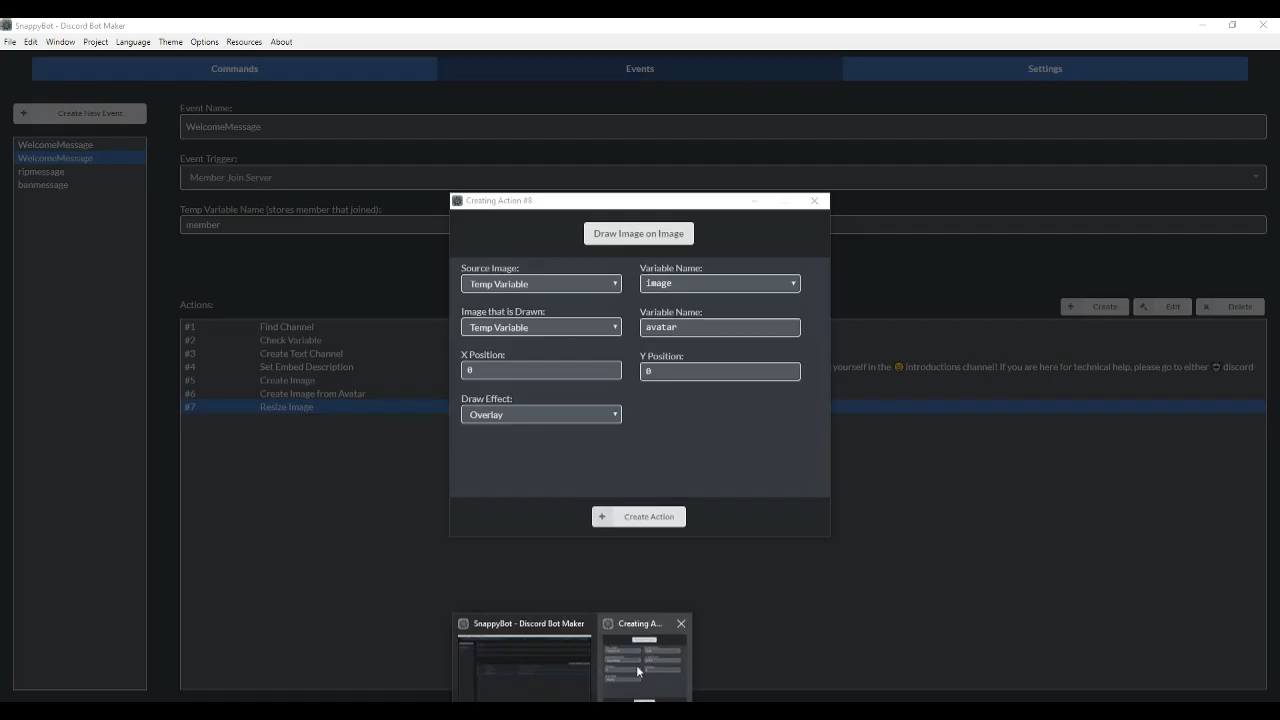 SnappyBot - Discord Bot Maker
File Edit Window Project Language Theme Options Resources About
Commands Events Settings
Create New Event
WelcomeMessage
WelcomeMessage
ripmessage
banmessage
Event Name:
WelcomeMessage
Event Trigger:
Member Join Server
Temp Variable Name (stores member that joined):
member
Actions:
Create Edit Delete
#1 Find Channel
#2 Check Variable
#3 Create Text Channel
#4 Set Embed Description yourself in the 😀 introductions channel! If you are here for technical help, please go to either discord-
#5 Create Image
#6 Create Image from Avatar
#7 Resize Image
Creating Action #8
Draw Image on Image
Source Image: Variable Name:
Temp Variable image
Image that is Drawn: Variable Name:
Temp Variable avatar
X Position: Y Position:
0 0
Draw Effect:
Overlay
Create Action
SnappyBot - Discord Bot Maker Creating A...